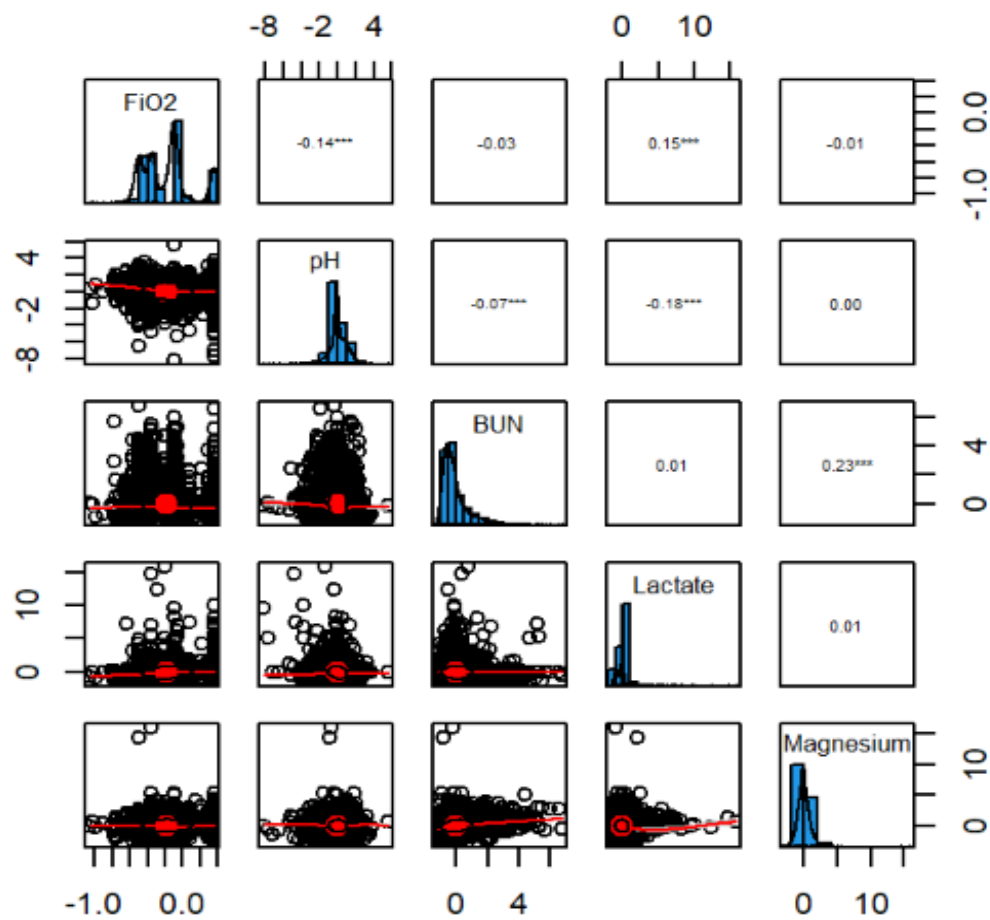 -8 -2 4 0 10
FiO2 -0.14*** -0.03 0.15*** -0.01 -1.0 0.0
-8 -2 4 pH -0.07*** -0.18*** 0.00
BUN 0.01 0.23*** 0 4
0 10 Lactate 0.01
Magnesium 0 10
-1.0 0.0 0 4 0 10